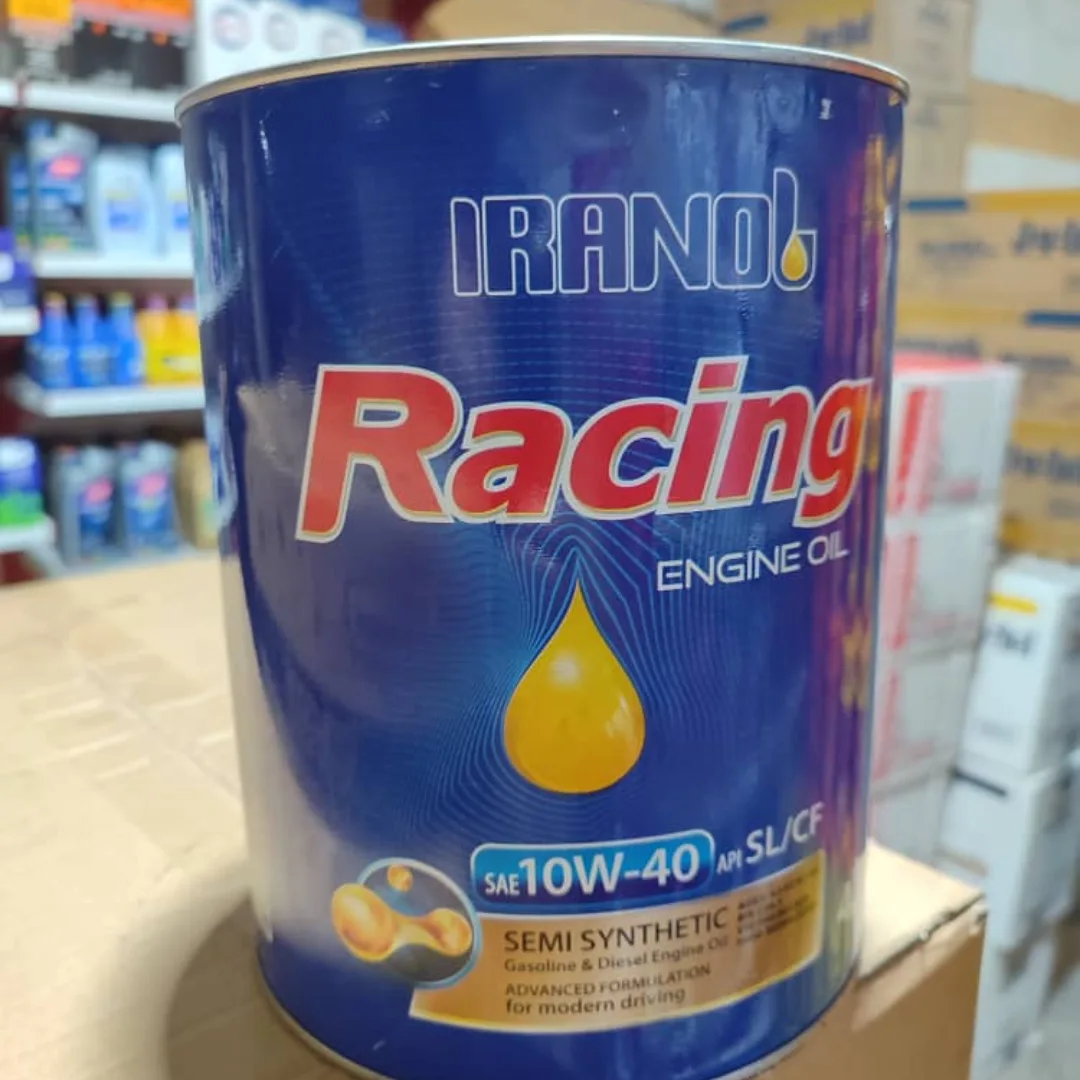 IRANOL
Racing
ENGINE OIL
SAE 10W-40 API SL/CF
SEMI SYNTHETIC
Gasoline & Diesel Engine Oil
ADVANCED FORMULATION
for modern driving